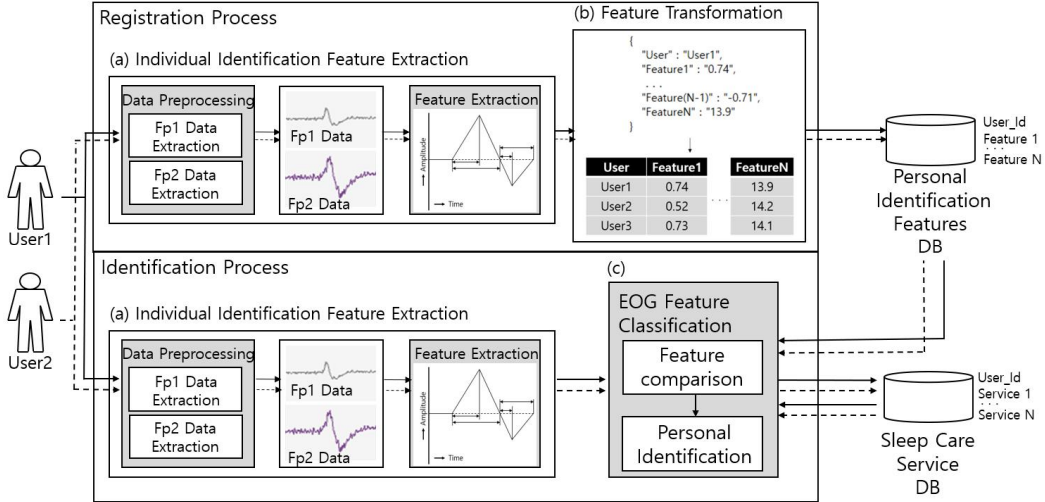 Registration Process
(a) Individual Identification Feature Extraction
Data Preprocessing
Fp1 Data
Extraction
Fp2 Data
Extraction
Fp1 Data
Fp2 Data
Feature Extraction
Amplitude
Time
(b) Feature Transformation
{
"User" : "User1",
"Feature1" : "0.74",
. . .
"Feature(N-1)" : "-0.71",
"FeatureN" : "13.9"
}
User Feature1 FeatureN
User1 0.74 13.9
User2 0.52 . . . 14.2
User3 0.73 14.1
User_Id
Feature 1
. . .
Feature N
Personal
Identification
Features
DB
User1
User2
Identification Process
(a) Individual Identification Feature Extraction
Data Preprocessing
Fp1 Data
Extraction
Fp2 Data
Extraction
Fp1 Data
Fp2 Data
Feature Extraction
Amplitude
Time
(c)
EOG Feature
Classification
Feature
comparison
Personal
Identification
User_Id
Service 1
. . .
Service N
Sleep Care
Service
DB